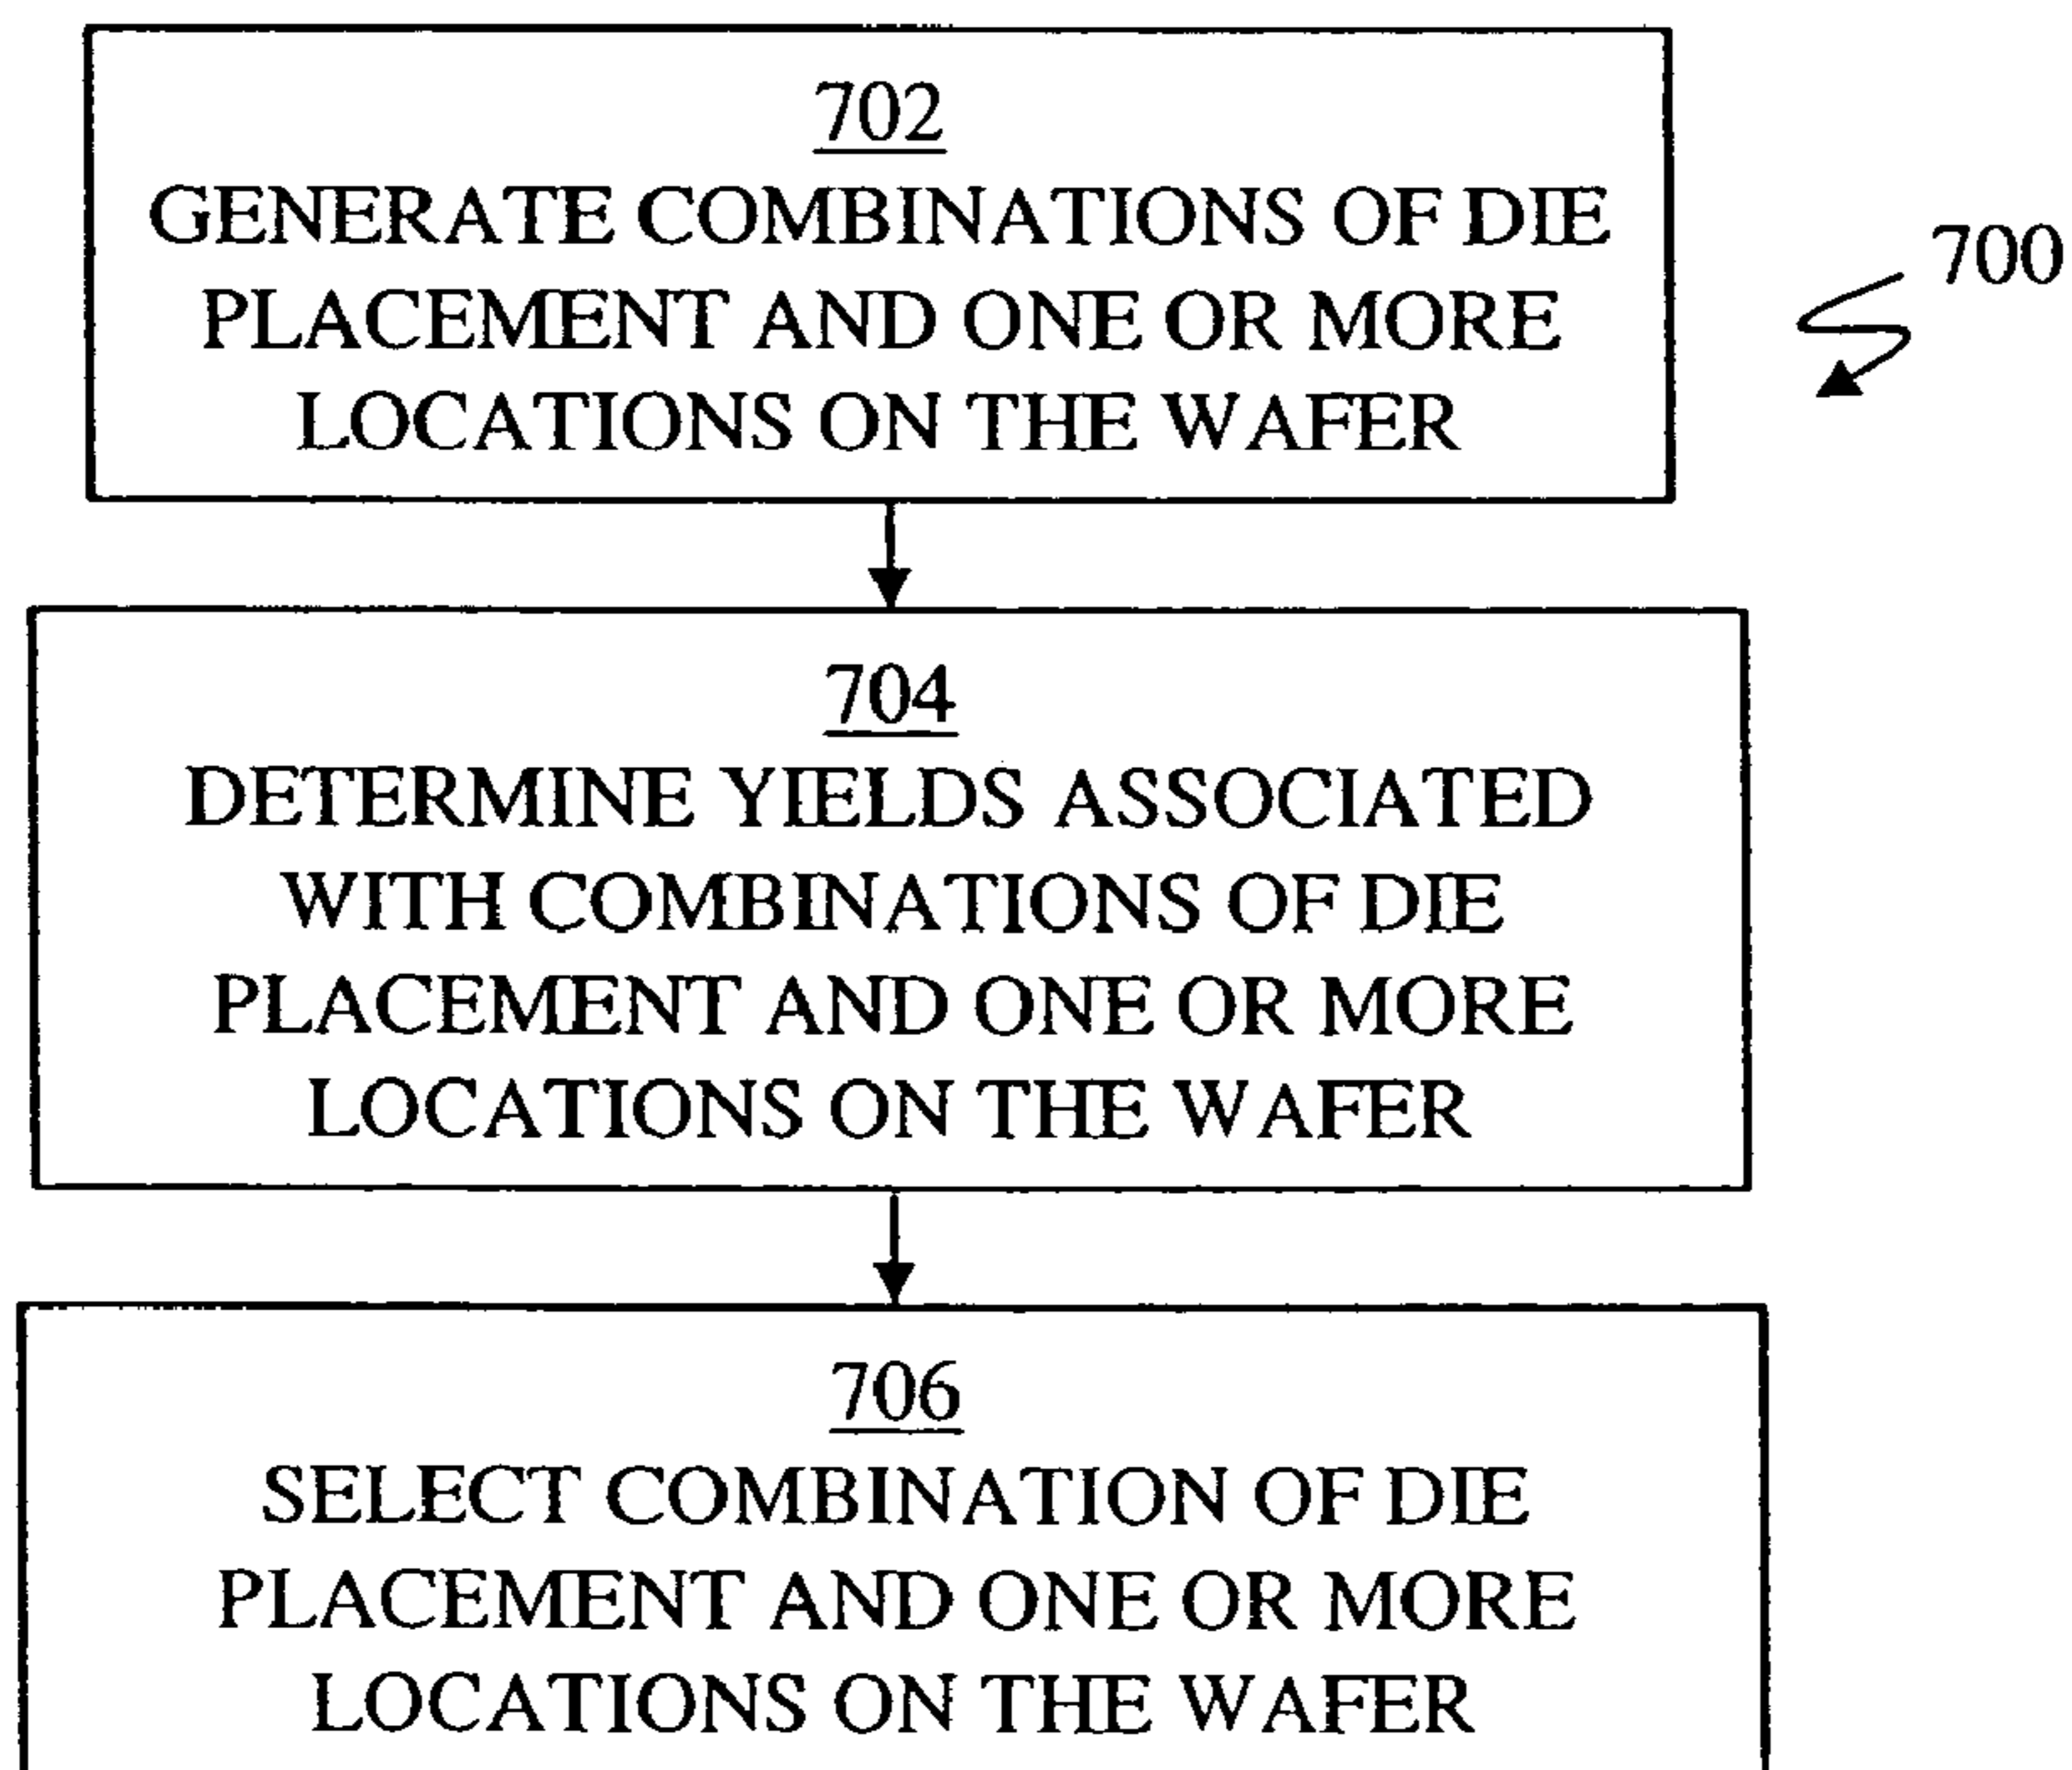 702
GENERATE COMBINATIONS OF DIE
PLACEMENT AND ONE OR MORE
LOCATIONS ON THE WAFER
700
704
DETERMINE YIELDS ASSOCIATED
WITH COMBINATIONS OF DIE
PLACEMENT AND ONE OR MORE
LOCATIONS ON THE WAFER
706
SELECT COMBINATION OF DIE
PLACEMENT AND ONE OR MORE
LOCATIONS ON THE WAFER